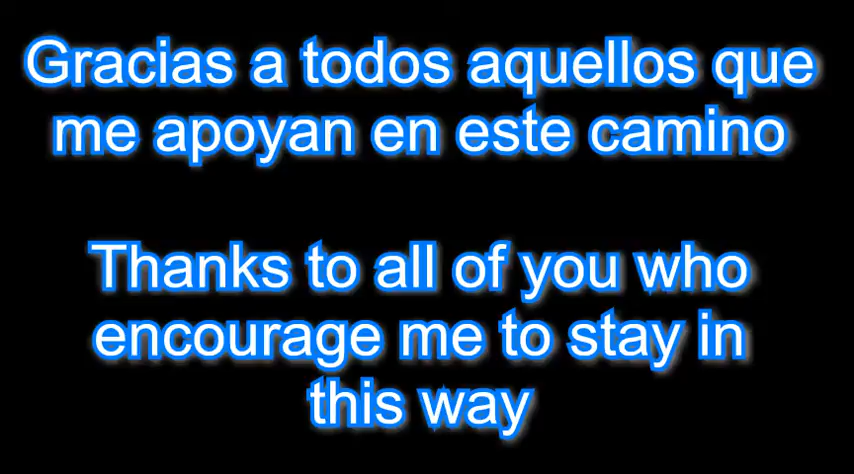 Gracias a todos aquellos que
me apoyan en este camino
Thanks to all of you who
encourage me to stay in
this way